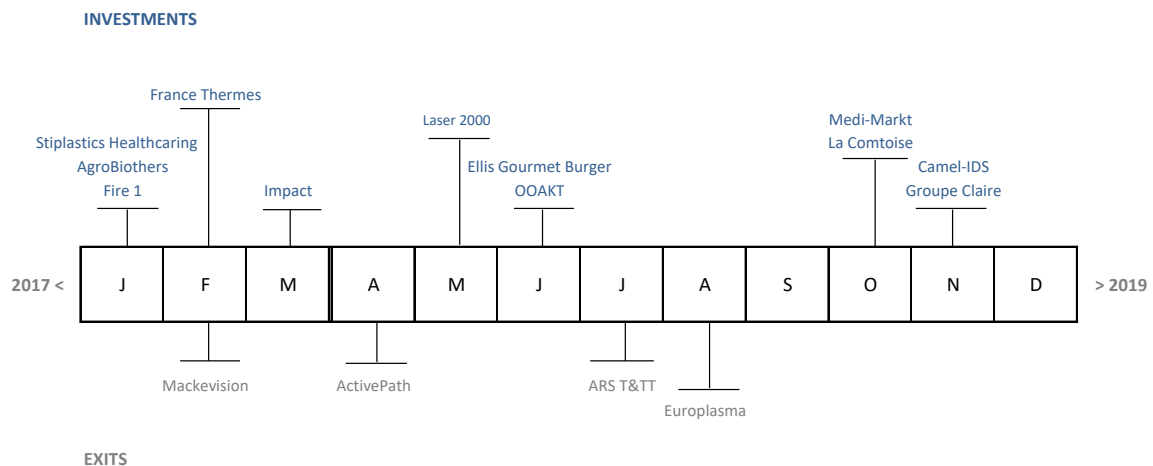 INVESTMENTS
France Thermes
Laser 2000
Medi-Markt
La Comtoise
Stiplastics Healthcaring
AgroBiothers
Fire 1
Impact
Ellis Gourmet Burger
OOAKT
Camel-IDS
Groupe Claire
2017 < J F M A M J J A S O N D > 2019
Mackevision
ActivePath
ARS T&TT
Europlasma
EXITS